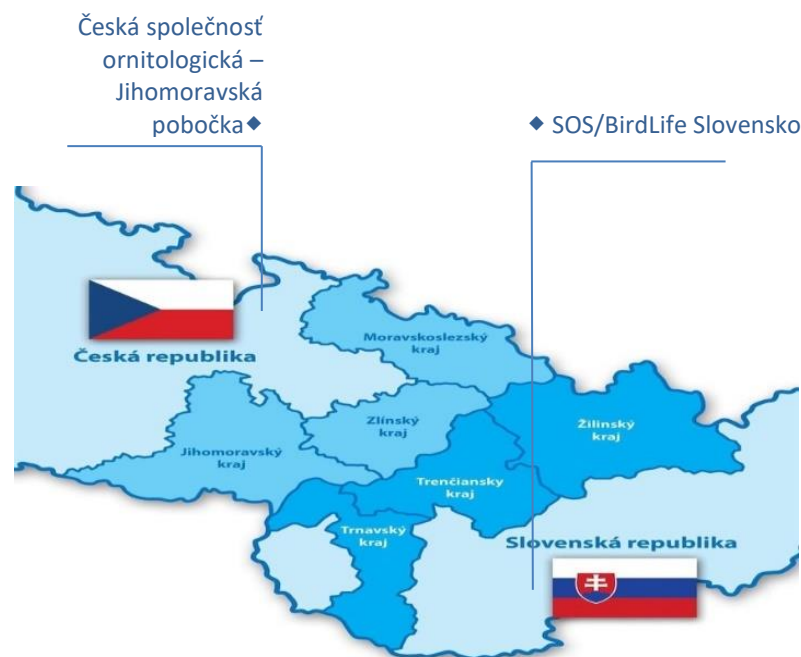 Česká společnosť
ornitologická –
Jihomoravská
pobočka◆
◆ SOS/BirdLife Slovensko
Česká republika
Moravskoslezský
kraj
Zlínský
kraj
Jihomoravský
kraj
Žilinský
kraj
Trenčiansky
kraj
Trnavský
kraj
Slovenská republika